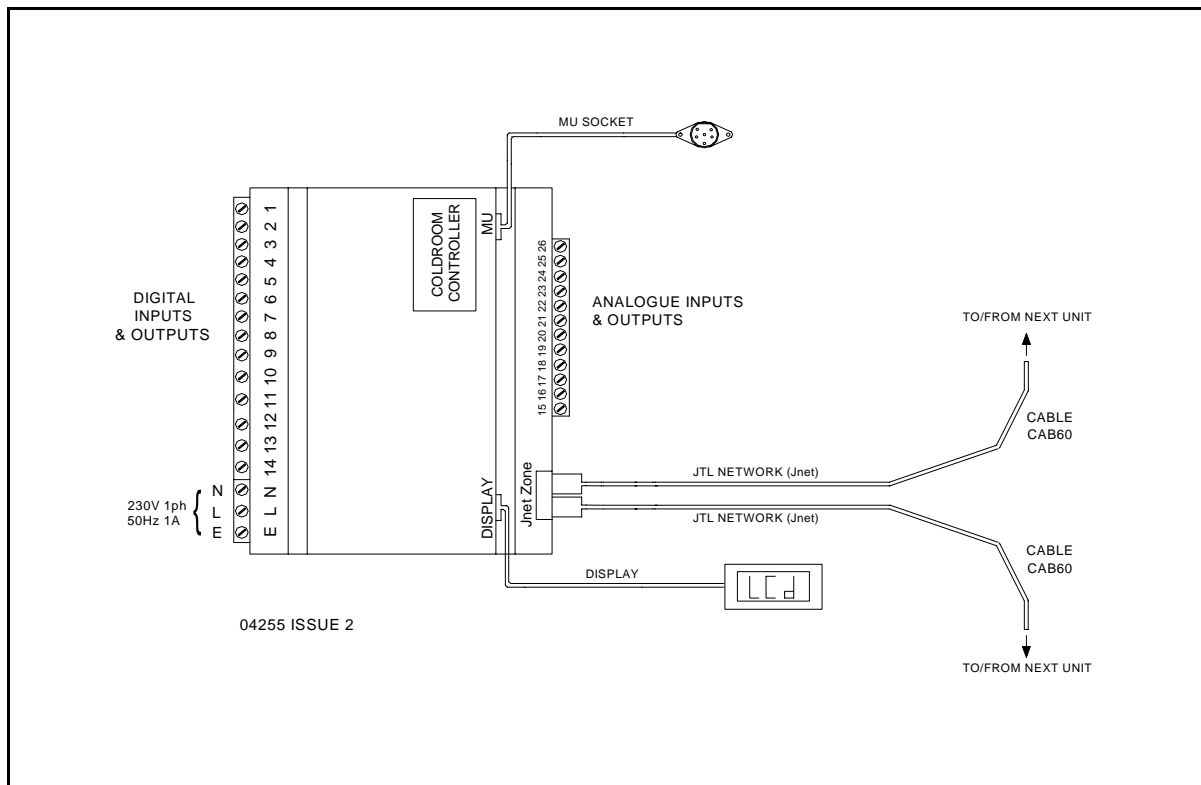 MU SOCKET
COLDROOM
CONTROLLER
MU
1
2
3
4
5
6
7
8
9
10
11
12
13
14
N
L
E
DIGITAL
INPUTS
& OUTPUTS
N
L
E
230V 1ph
50Hz 1A
26
25
24
23
22
21
20
19
18
17
16
15
ANALOGUE INPUTS
& OUTPUTS
TO/FROM NEXT UNIT
CABLE
CAB60
JTL NETWORK (Jnet)
Jnet Zone
DISPLAY
JTL NETWORK (Jnet)
CABLE
CAB60
DISPLAY
LCd
04255 ISSUE 2
TO/FROM NEXT UNIT